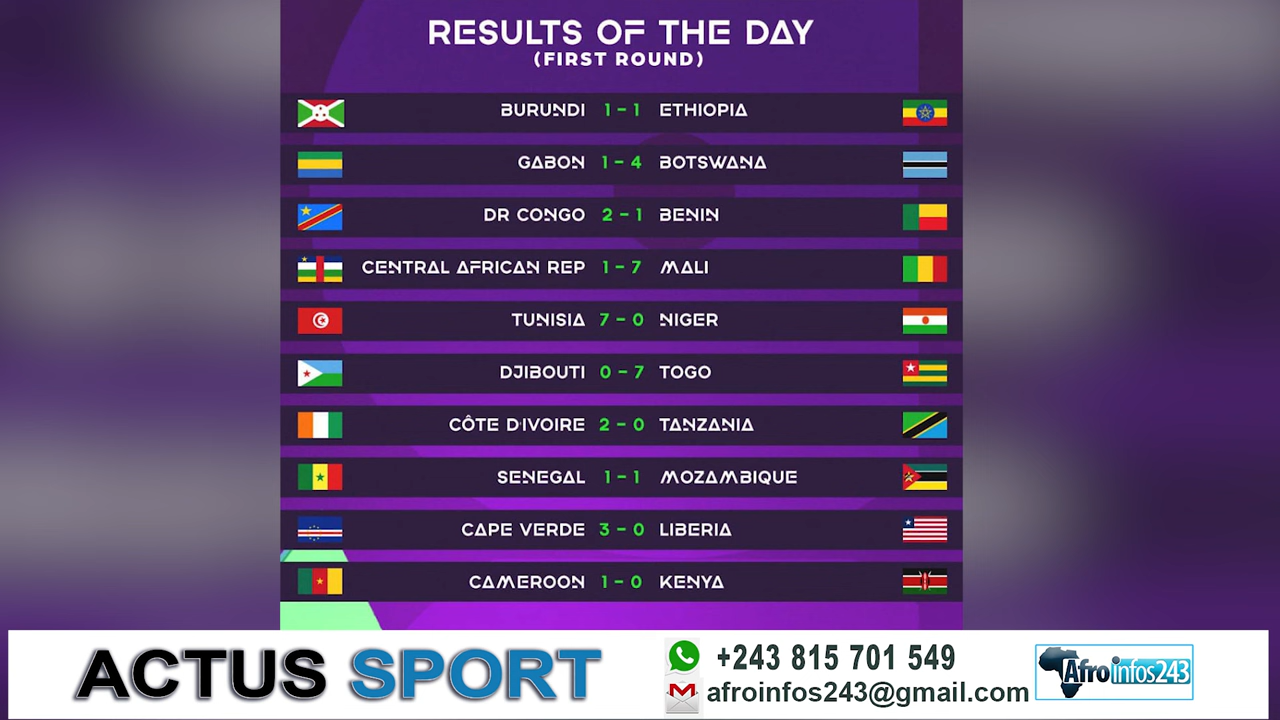 RESULTS OF THE DAY
(FIRST ROUND)
BURUNDI 1 - 1 ETHIOPIA
GABON 1 - 4 BOTSWANA
DR CONGO 2 - 1 BENIN
CENTRAL AFRICAN REP 1 - 7 MALI
TUNISIA 7 - 0 NIGER
DJIBOUTI 0 - 7 TOGO
CÔTE D'IVOIRE 2 - 0 TANZANIA
SENEGAL 1 - 1 MOZAMBIQUE
CAPE VERDE 3 - 0 LIBERIA
CAMEROON 1 - 0 KENYA
ACTUS SPORT
+243 815 701 549
afroinfos243@gmail.com
Afroinfos243